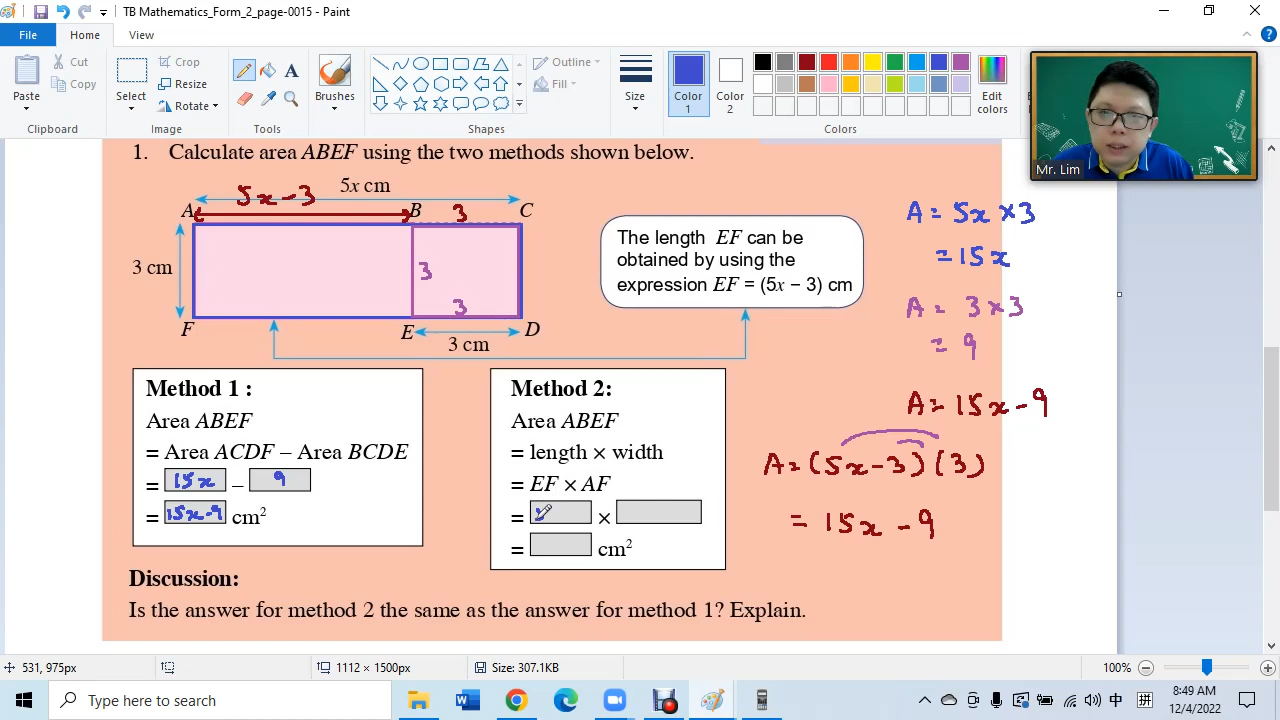 TB Mathematics_Form_2_page-0015 - Paint
File Home View
Paste Cut Copy Clipboard
Select Crop Resize Rotate Image
Tools
Brushes
Outline Fill Shapes
Size
Color 1 Color 2 Edit colors Colors
Mr. Lim
1. Calculate area ABEF using the two methods shown below.
5x-3 5x cm
A B 3 C
3 cm 3
3
F E D
3 cm
The length EF can be
obtained by using the
expression EF = (5x − 3) cm
A = 5x × 3
= 15x
A = 3 × 3
= 9
A = 15x - 9
A = (5x - 3)(3)
= 15x - 9
Method 1 :
Area ABEF
= Area ACDF – Area BCDE
= 15x – 9
= 15x-9 cm²
Method 2:
Area ABEF
= length × width
= EF × AF
= ×
= cm²
Discussion:
Is the answer for method 2 the same as the answer for method 1? Explain.
531, 975px 1112 × 1500px Size: 307.1KB 100%
Type here to search
中 拼 8:49 AM
12/4/2022